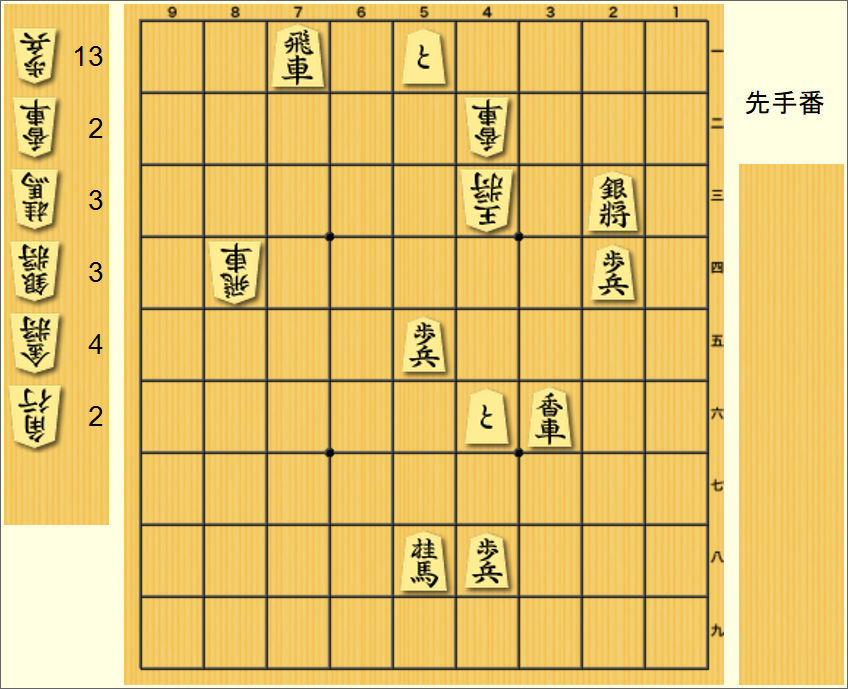 9 8 7 6 5 4 3 2 1
歩兵 13
香車 2
桂馬 3
銀将 3
金将 4
角行 2
飛車 と 一
香車 二
王将 銀将 三
飛車 歩兵 四
歩兵 五
と 香車 六
七
桂馬 歩兵 八
九
先手番